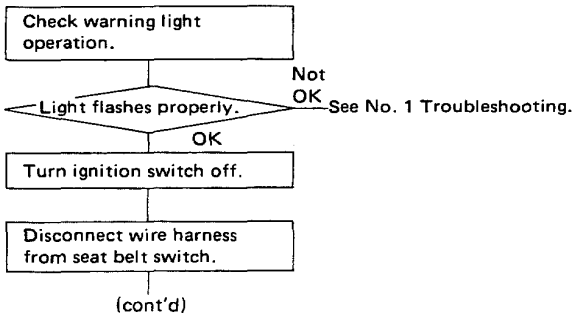 Check warning light
operation.
Not
OK
Light flashes properly.
See No. 1 Troubleshooting.
OK
Turn ignition switch off.
Disconnect wire harness
from seat belt switch.
(cont'd)